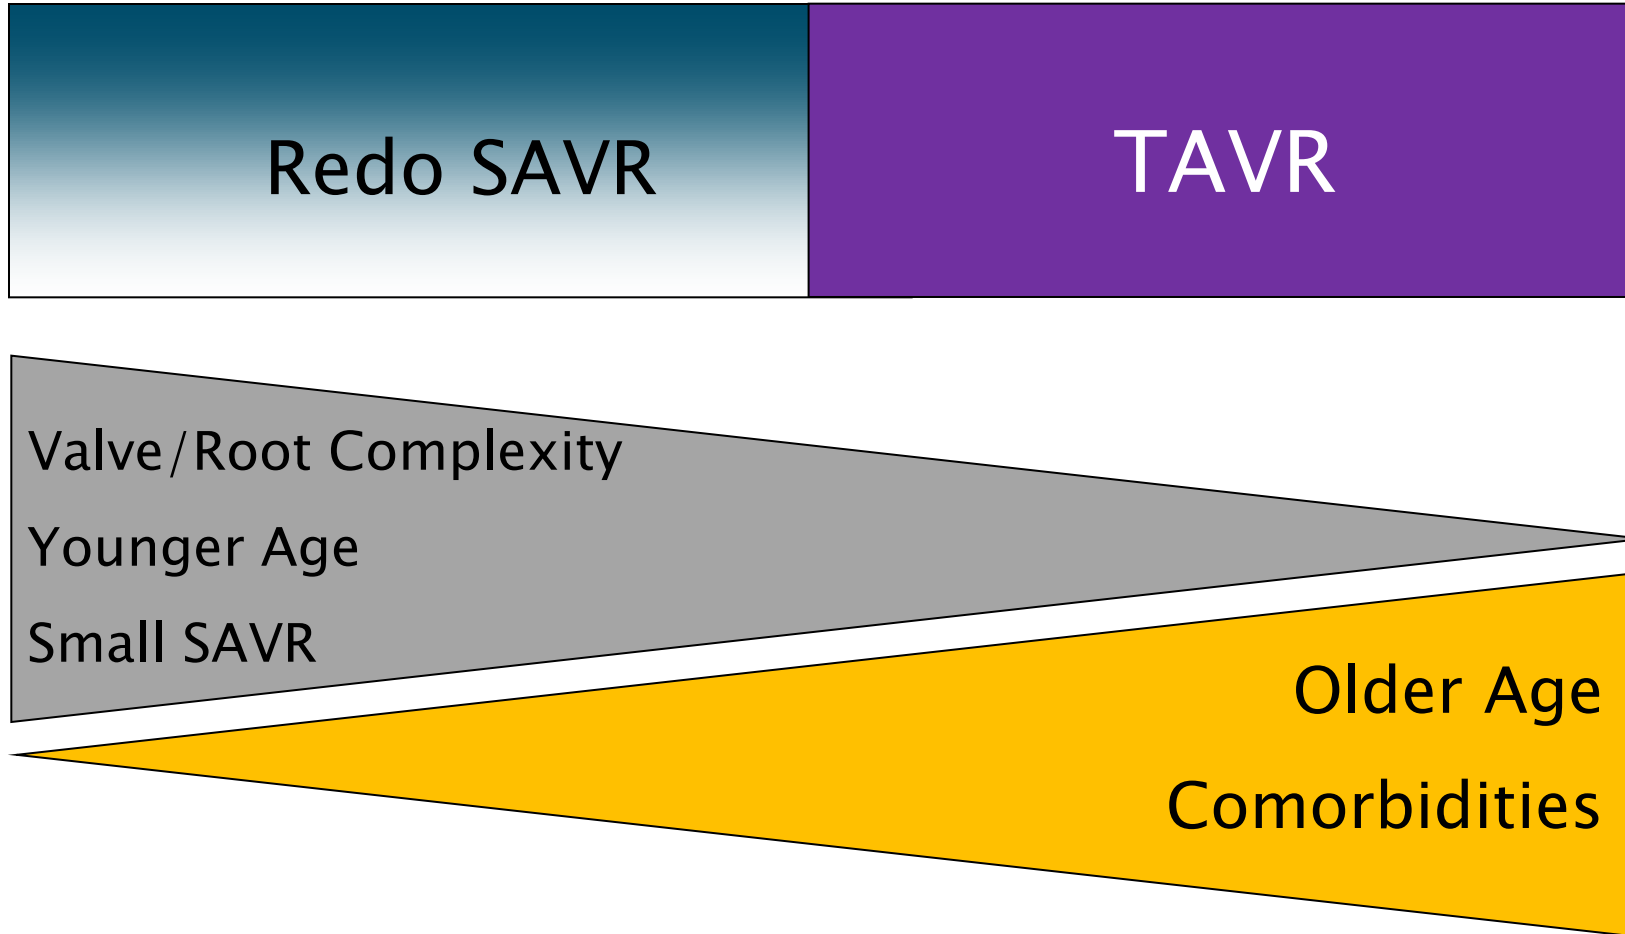 Redo SAVR
TAVR
Valve/Root Complexity
Younger Age
Small SAVR
Older Age
Comorbidities